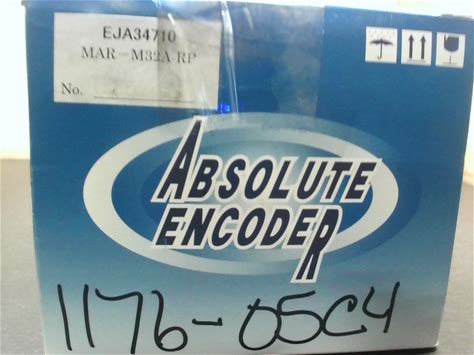 EJA34710
MAR-M32A-RP
No.
ABSOLUTE
ENCODER
1176-05C4